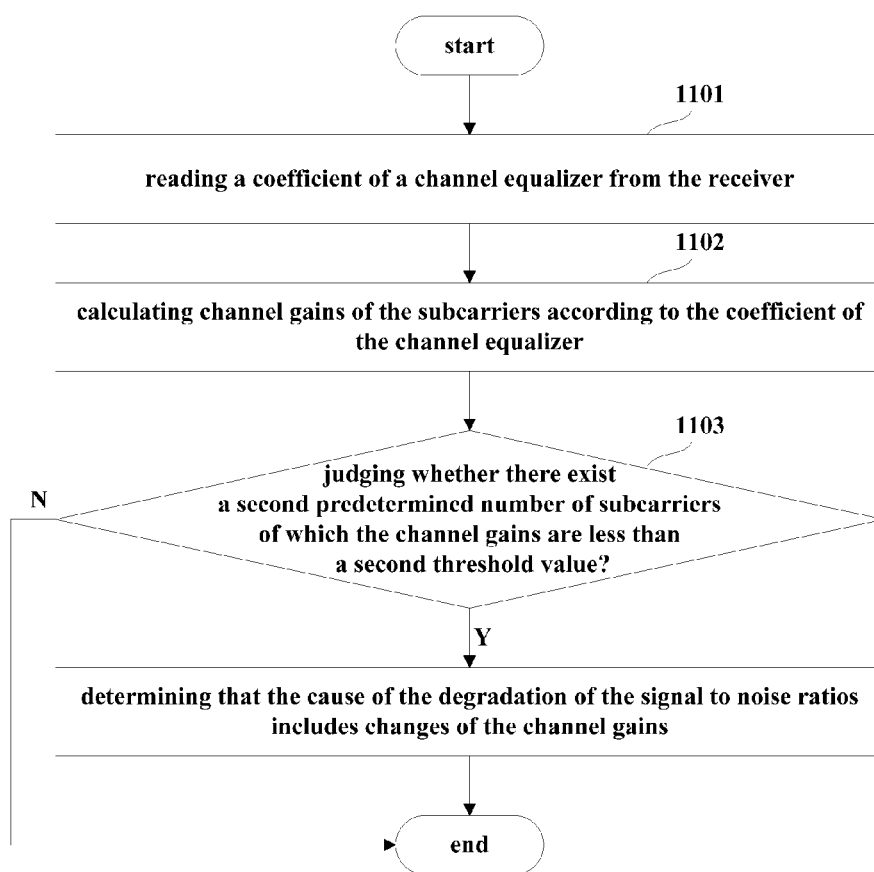 start
1101
reading a coefficient of a channel equalizer from the receiver
1102
calculating channel gains of the subcarriers according to the coefficient of
the channel equalizer
1103
judging whether there exist
a second predetermined number of subcarriers
of which the channel gains are less than
a second threshold value?
N
Y
determining that the cause of the degradation of the signal to noise ratios
includes changes of the channel gains
end